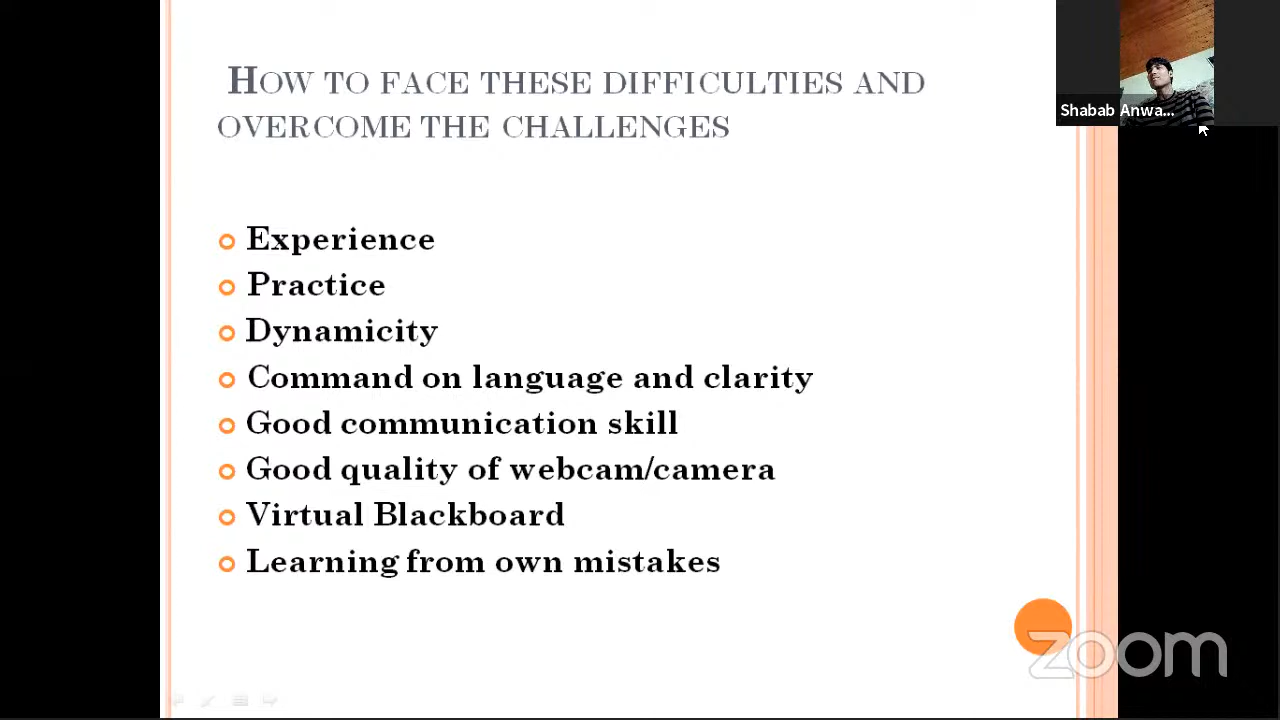 How to face these difficulties and
overcome the challenges
Shabab Anwa...
Experience
Practice
Dynamicity
Command on language and clarity
Good communication skill
Good quality of webcam/camera
Virtual Blackboard
Learning from own mistakes
zoom